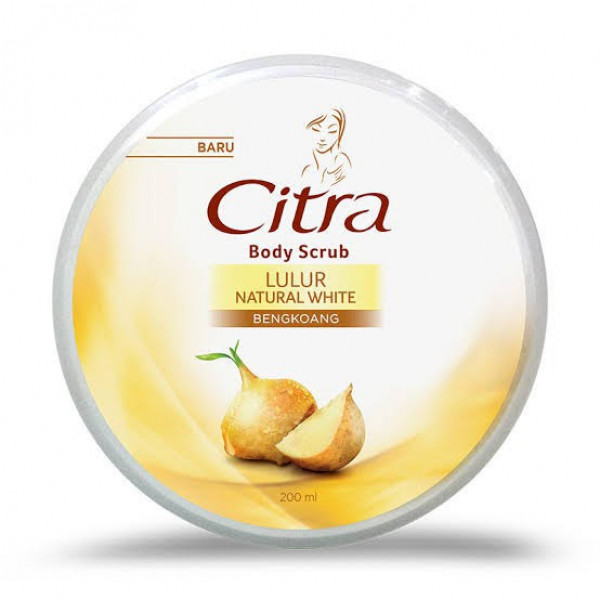 BARU
Citra
Body Scrub
LULUR
NATURAL WHITE
BENGKOANG
200 ml